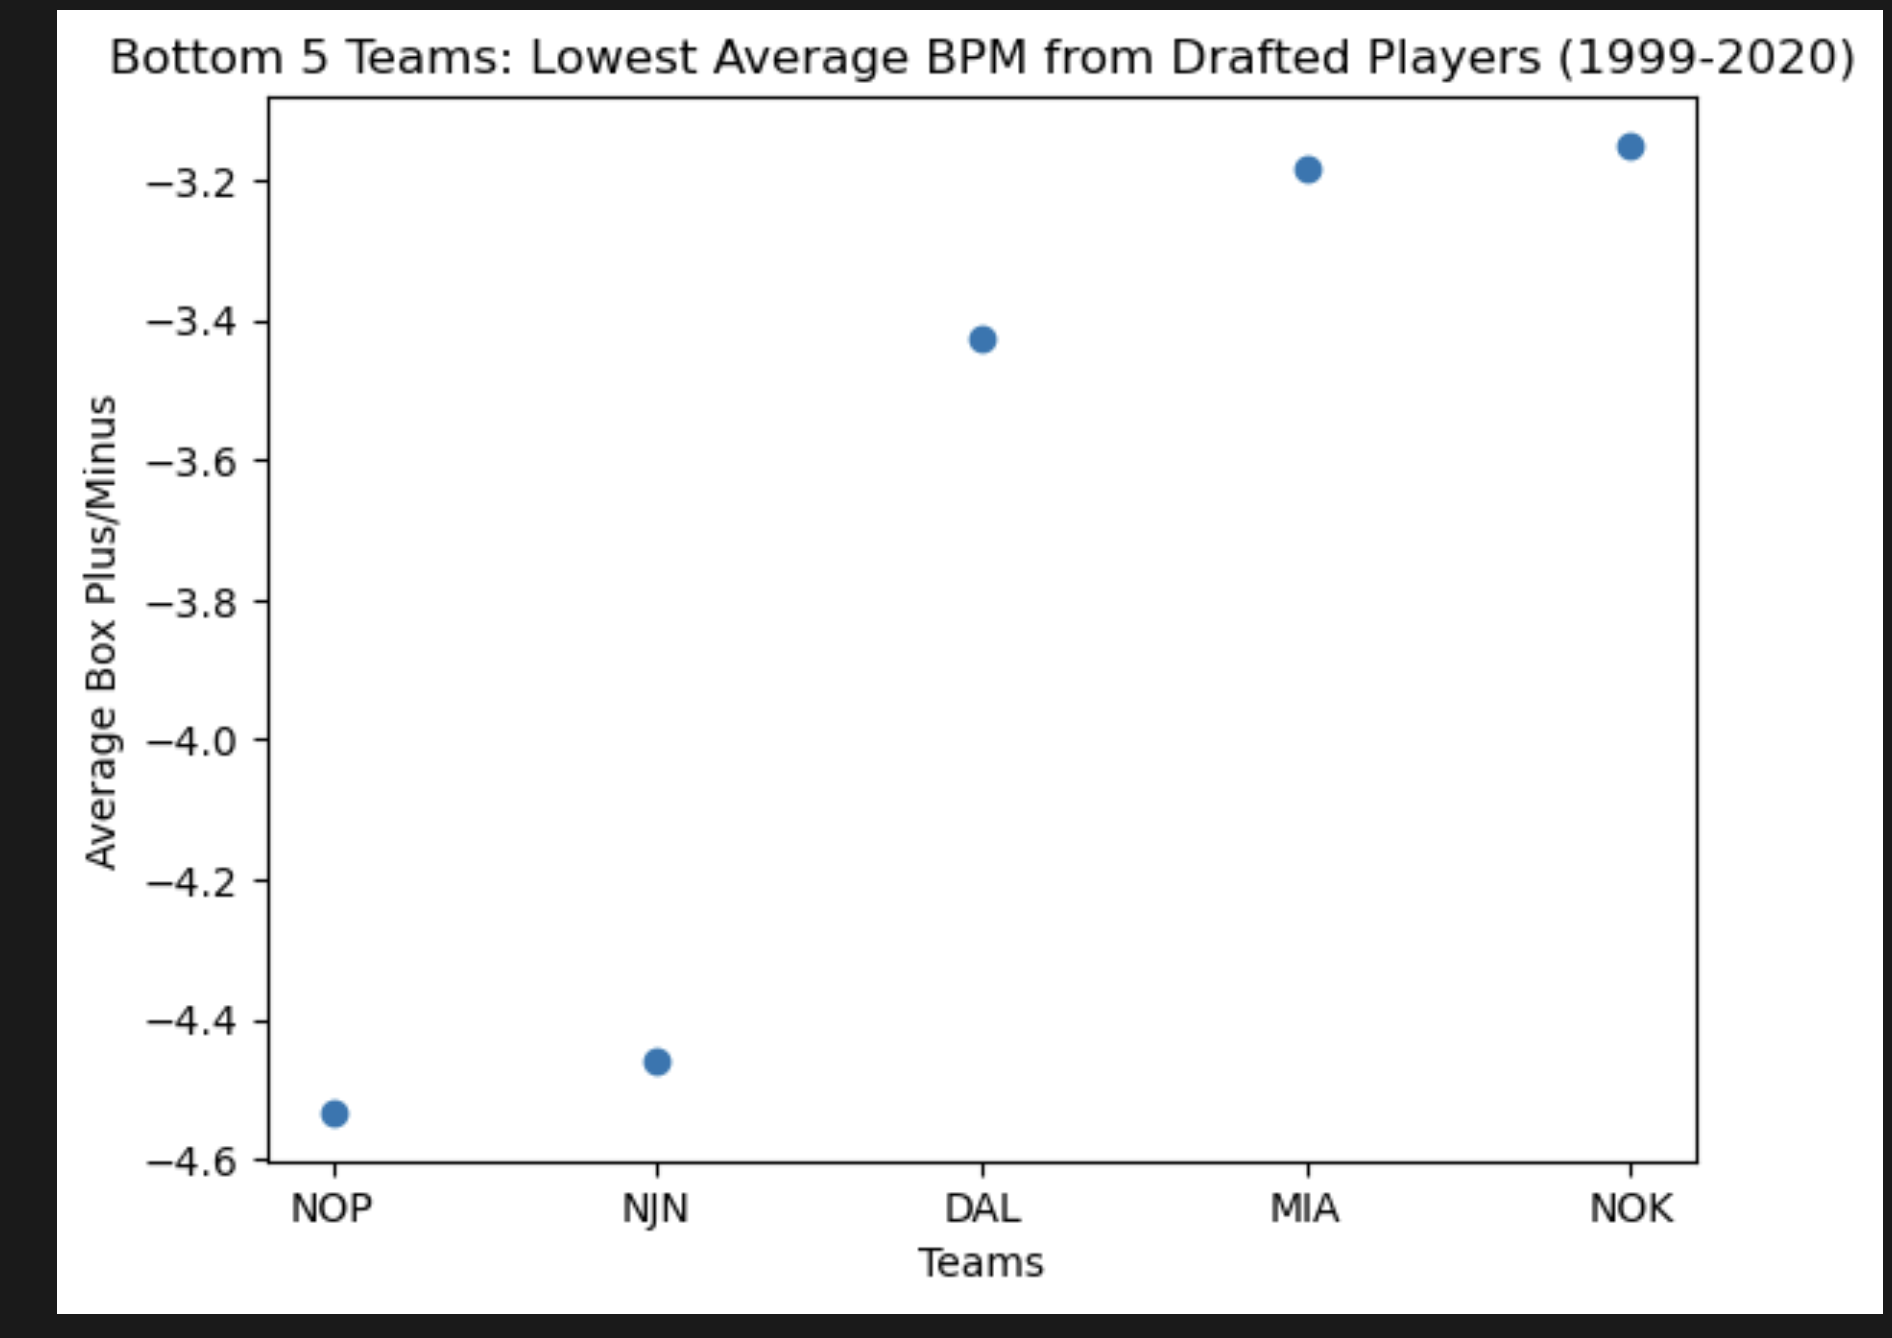 Bottom 5 Teams: Lowest Average BPM from Drafted Players (1999-2020)
Average Box Plus/Minus
−3.2
−3.4
−3.6
−3.8
−4.0
−4.2
−4.4
−4.6
NOP NJN DAL MIA NOK
Teams